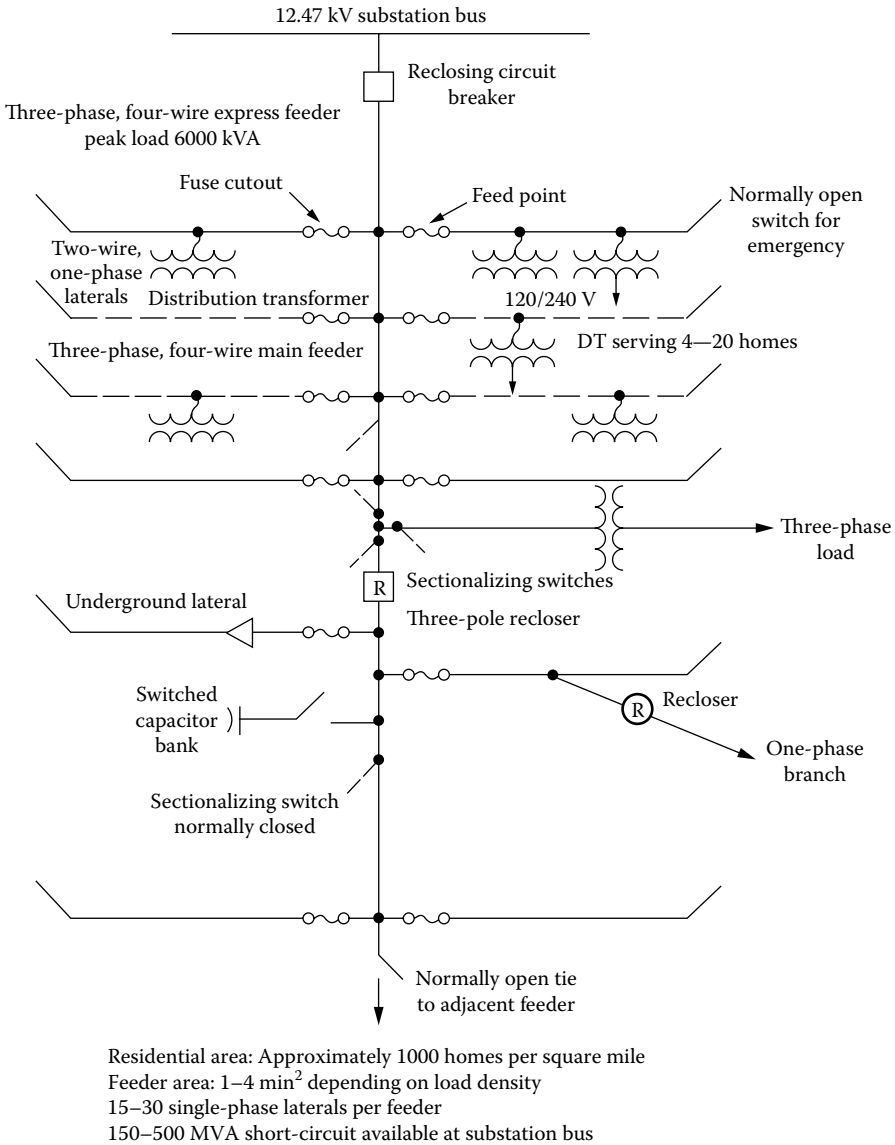 12.47 kV substation bus
Reclosing circuit
breaker
Three-phase, four-wire express feeder
peak load 6000 kVA
Fuse cutout
Feed point
Normally open
switch for
emergency
Two-wire,
one-phase
laterals
Distribution transformer
120/240 V
Three-phase, four-wire main feeder
DT serving 4—20 homes
Three-phase
load
R
Sectionalizing switches
Three-pole recloser
Underground lateral
Switched
capacitor
bank
R
Recloser
One-phase
branch
Sectionalizing switch
normally closed
Normally open tie
to adjacent feeder
Residential area: Approximately 1000 homes per square mile
Feeder area: 1–4 min² depending on load density
15–30 single-phase laterals per feeder
150–500 MVA short-circuit available at substation bus